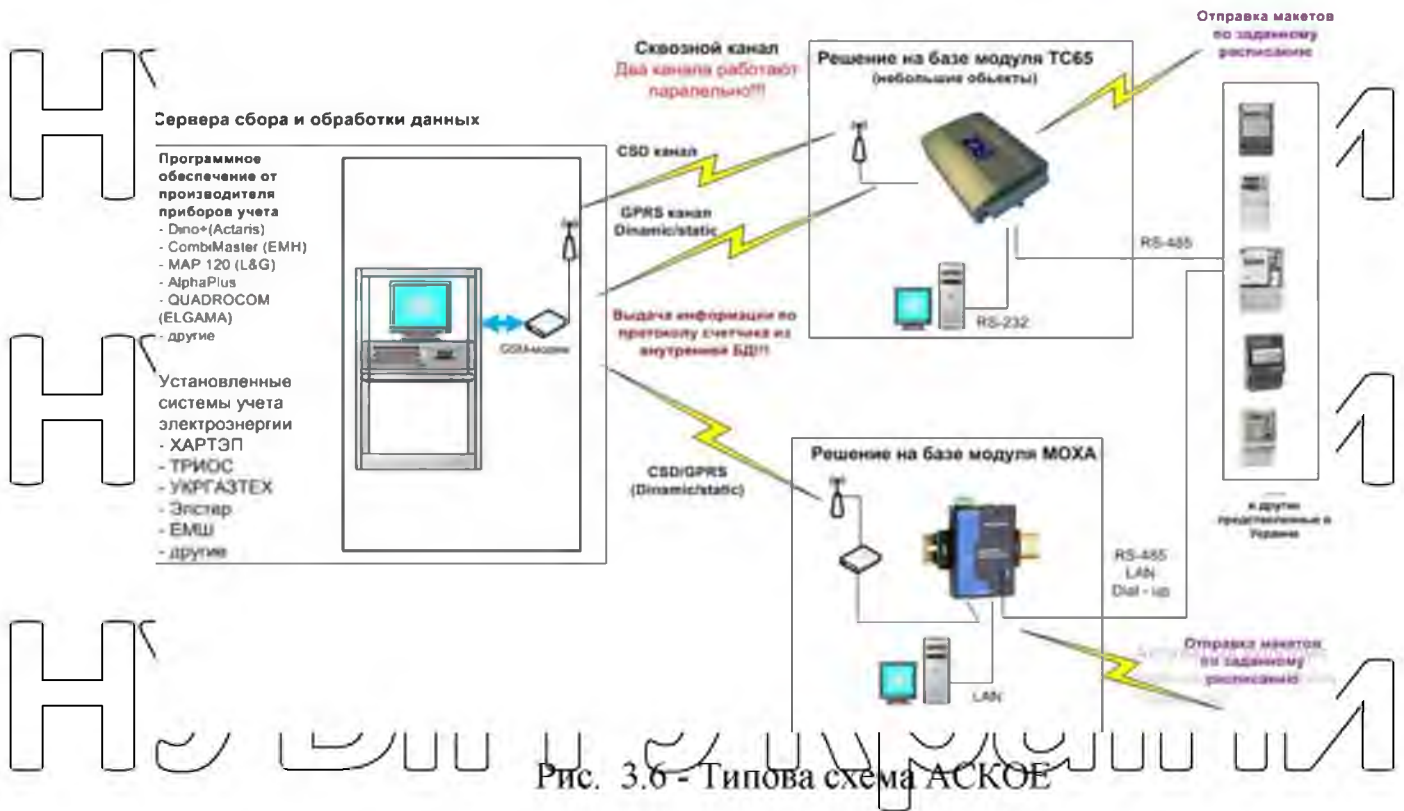 Отправка макетов
по заданному
расписанию
Сквозной канал
Два канала работают
паралельно!!!
Решение на базе модуля ТС65
(небольшие объекты)
Сервера сбора и обработки данных
Программное
обеспечение от
производителя
приборов учета
- Dino+(Actaris)
- CombiMaster (EMH)
- MAP 120 (L&G)
- AlphaPlus
- QUADROCOM
(ELGAMA)
- другие
Установленные
системы учета
электроэнергии
- ХАРТЭП
- ТРИОС
- УКРГАЗТЕХ
- Элстер
- ЕМШ
- другие
GSM-модем
CSD канал
GPRS канал
Dinamic/static
Выдача информации по
протоколу счетчика из
внутренней БД!!!
CSD/GPRS
(Dinamic/static)
RS-232
RS-485
Решение на базе модуля MOXA
LAN
RS-485
LAN
Dial - up
и другие
представленные в
Украине
Отправка макетов
по заданному
расписанию
Рис. 3.6 - Типова схема АСКОЕ